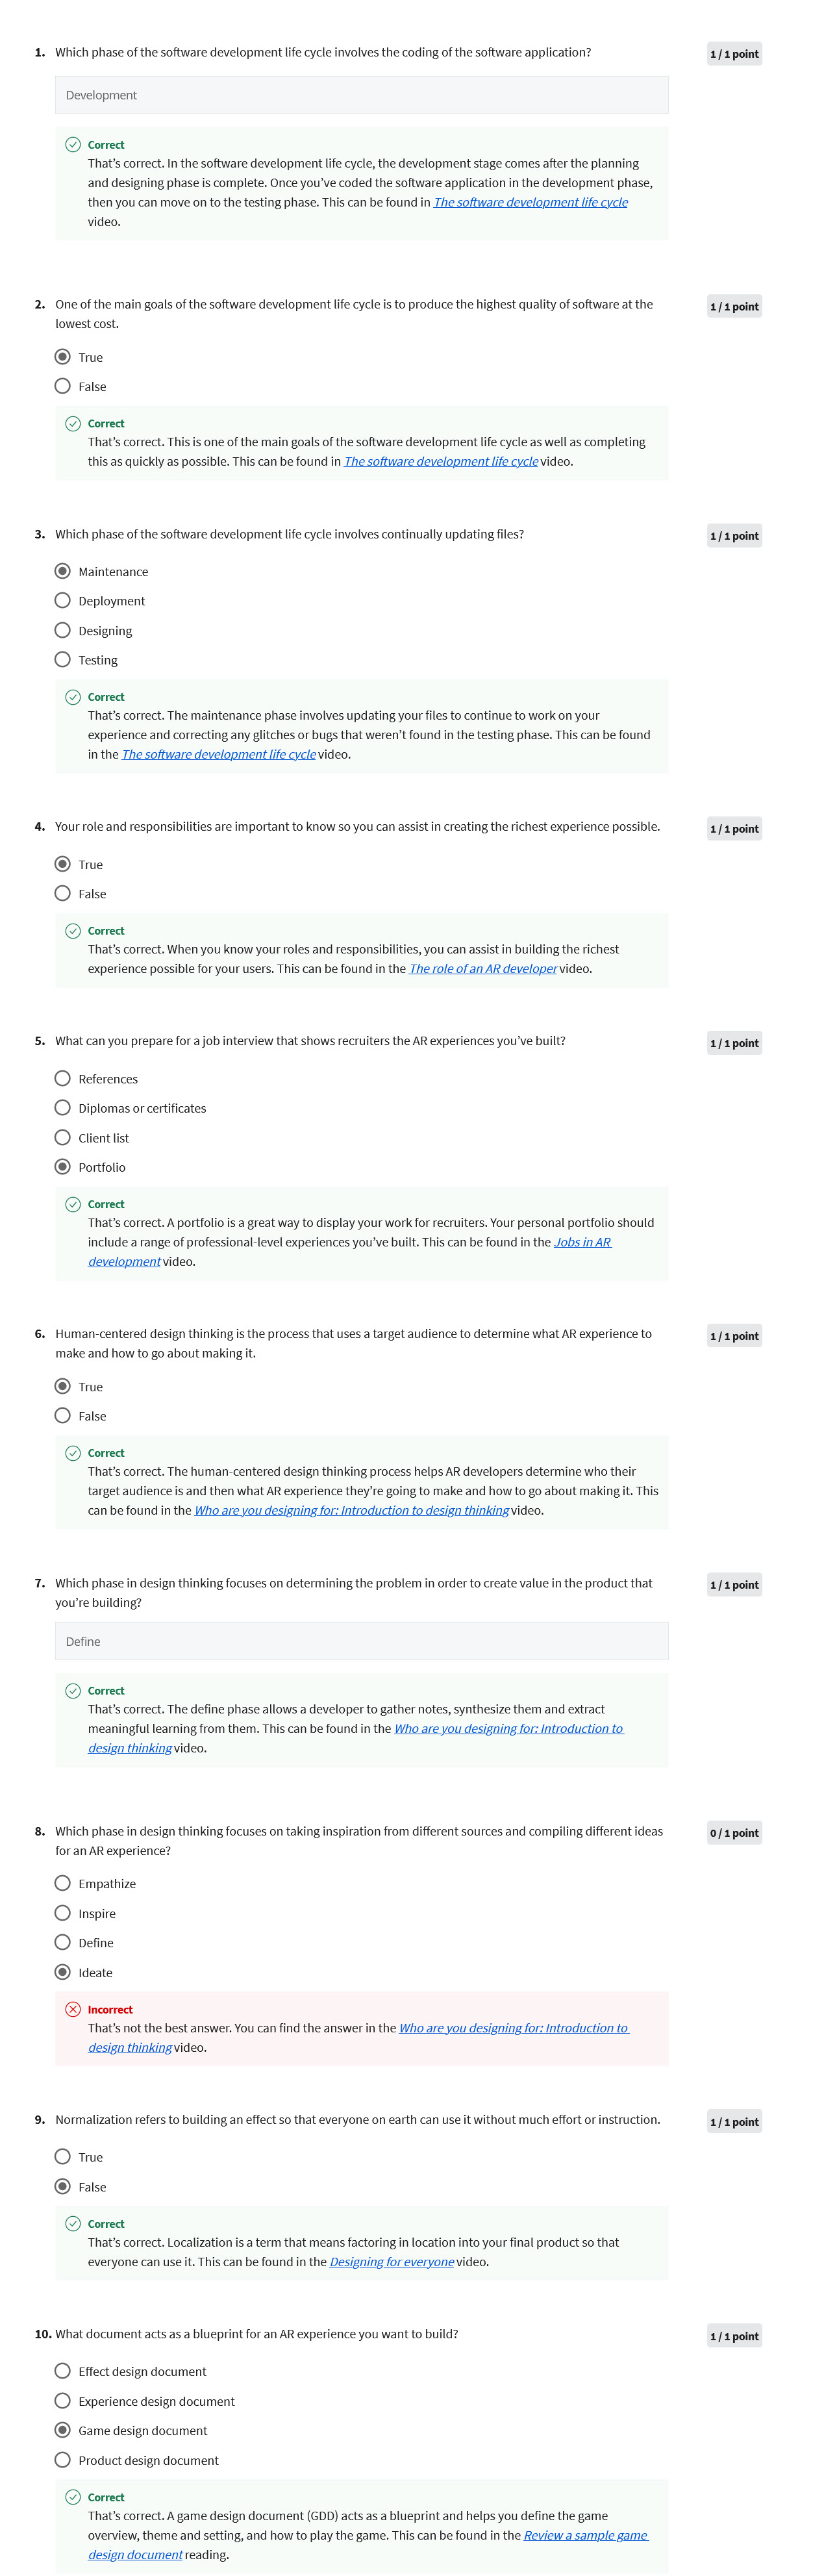 1. Which phase of the software development life cycle involves the coding of the software application?
1 / 1 point
Development
Correct
That’s correct. In the software development life cycle, the development stage comes after the planning
and designing phase is complete. Once you’ve coded the software application in the development phase,
then you can move on to the testing phase. This can be found in The software development life cycle
video.
2. One of the main goals of the software development life cycle is to produce the highest quality of software at the
lowest cost.
1 / 1 point
True
False
Correct
That’s correct. This is one of the main goals of the software development life cycle as well as completing
this as quickly as possible. This can be found in The software development life cycle video.
3. Which phase of the software development life cycle involves continually updating files?
1 / 1 point
Maintenance
Deployment
Designing
Testing
Correct
That’s correct. The maintenance phase involves updating your files to continue to work on your
experience and correcting any glitches or bugs that weren’t found in the testing phase. This can be found
in the The software development life cycle video.
4. Your role and responsibilities are important to know so you can assist in creating the richest experience possible.
1 / 1 point
True
False
Correct
That’s correct. When you know your roles and responsibilities, you can assist in building the richest
experience possible for your users. This can be found in the The role of an AR developer video.
5. What can you prepare for a job interview that shows recruiters the AR experiences you’ve built?
1 / 1 point
References
Diplomas or certificates
Client list
Portfolio
Correct
That’s correct. A portfolio is a great way to display your work for recruiters. Your personal portfolio should
include a range of professional-level experiences you’ve built. This can be found in the Jobs in AR
development video.
6. Human-centered design thinking is the process that uses a target audience to determine what AR experience to
make and how to go about making it.
1 / 1 point
True
False
Correct
That’s correct. The human-centered design thinking process helps AR developers determine who their
target audience is and then what AR experience they’re going to make and how to go about making it. This
can be found in the Who are you designing for: Introduction to design thinking video.
7. Which phase in design thinking focuses on determining the problem in order to create value in the product that
you’re building?
1 / 1 point
Define
Correct
That’s correct. The define phase allows a developer to gather notes, synthesize them and extract
meaningful learning from them. This can be found in the Who are you designing for: Introduction to
design thinking video.
8. Which phase in design thinking focuses on taking inspiration from different sources and compiling different ideas
for an AR experience?
0 / 1 point
Empathize
Inspire
Define
Ideate
Incorrect
That’s not the best answer. You can find the answer in the Who are you designing for: Introduction to
design thinking video.
9. Normalization refers to building an effect so that everyone on earth can use it without much effort or instruction.
1 / 1 point
True
False
Correct
That’s correct. Localization is a term that means factoring in location into your final product so that
everyone can use it. This can be found in the Designing for everyone video.
10. What document acts as a blueprint for an AR experience you want to build?
1 / 1 point
Effect design document
Experience design document
Game design document
Product design document
Correct
That’s correct. A game design document (GDD) acts as a blueprint and helps you define the game
overview, theme and setting, and how to play the game. This can be found in the Review a sample game
design document reading.